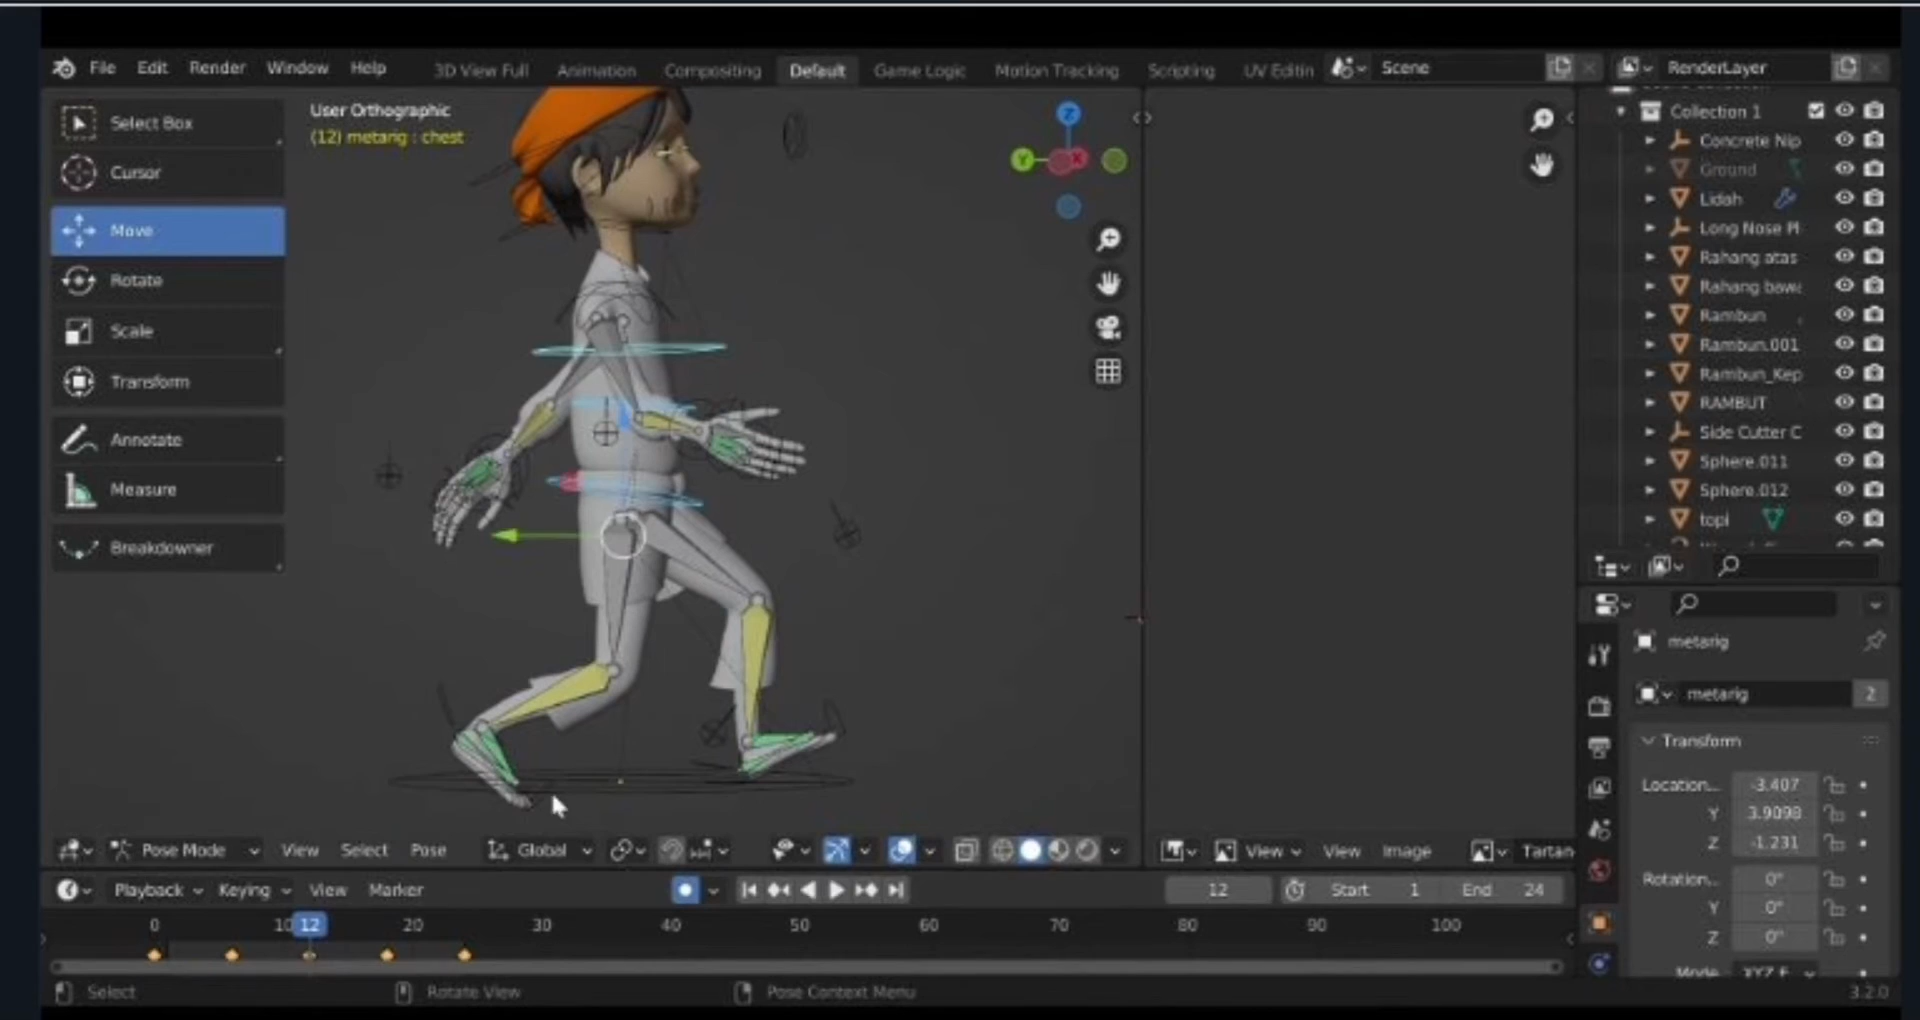 File Edit Render Window Help 3D View Full Animation Compositing Default Game Logic Motion Tracking Scripting UV Editin Scene RenderLayer
Select Box
Cursor
Move
Rotate
Scale
Transform
Annotate
Measure
Breakdowner
User Orthographic
(12) metarig : chest
Z
Y
X
Collection 1
Concrete Nip
Ground
Lidah
Long Nose Pl
Rahang atas
Rahang baw
Rambun
Rambun.001
Rambun_Kep
RAMBUT
Side Cutter C
Sphere.011
Sphere.012
topi
metarig
metarig 2
Transform
Location... -3.407
Y 3.9098
Z -1.231
Rotation... 0°
Y 0°
Z 0°
Mode XYZ E
Pose Mode View Select Pose Global
View View Image Tartan
Playback Keying View Marker 12 Start 1 End 24
0 10 12 20 30 40 50 60 70 80 90 100
Select Rotate View Pose Context Menu 3.2.0